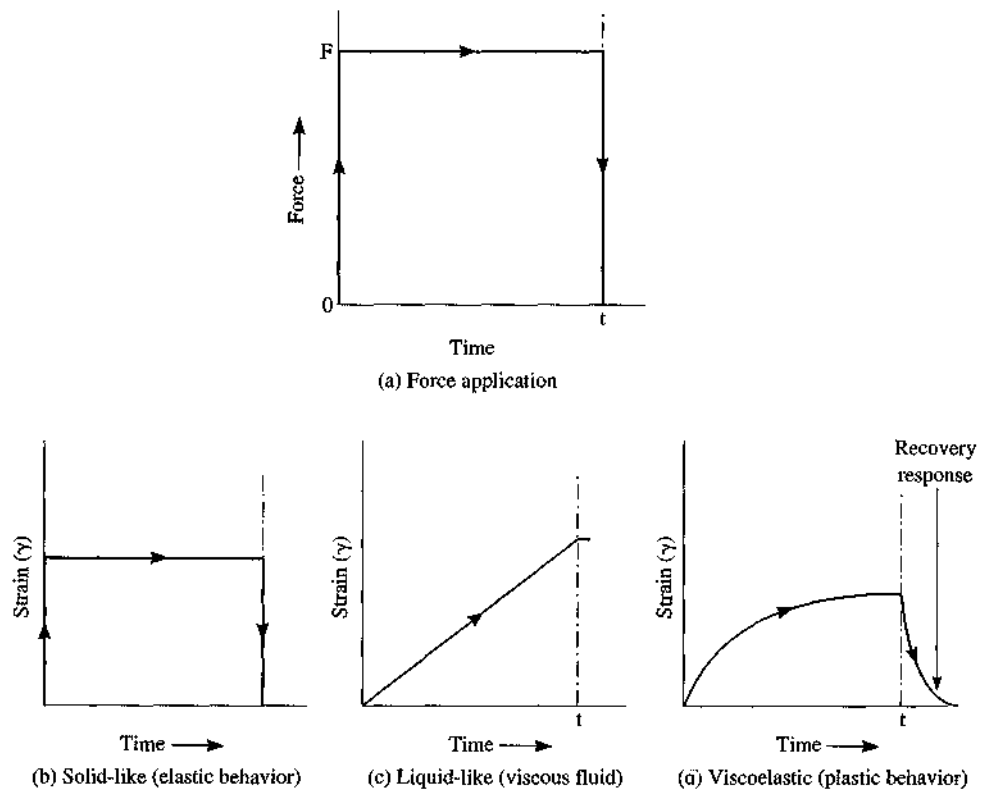 F
Force
0
t
Time
(a) Force application
Recovery
response
Strain (γ)
Strain (γ)
Strain (γ)
t
t
Time
Time
Time
(b) Solid-like (elastic behavior)
(c) Liquid-like (viscous fluid)
(d) Viscoelastic (plastic behavior)